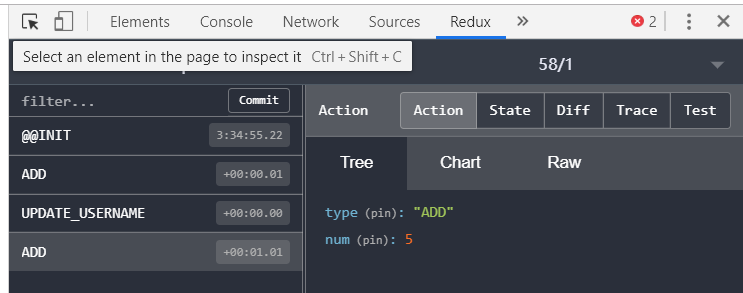 Elements Console Network Sources Redux » 2
Select an element in the page to inspect it Ctrl + Shift + C
58/1
filter... Commit
Action Action State Diff Trace Test
@@INIT 3:34:55.22
Tree Chart Raw
ADD +00:00.01
UPDATE_USERNAME +00:00.00
type (pin): "ADD"
num (pin): 5
ADD +00:01.01